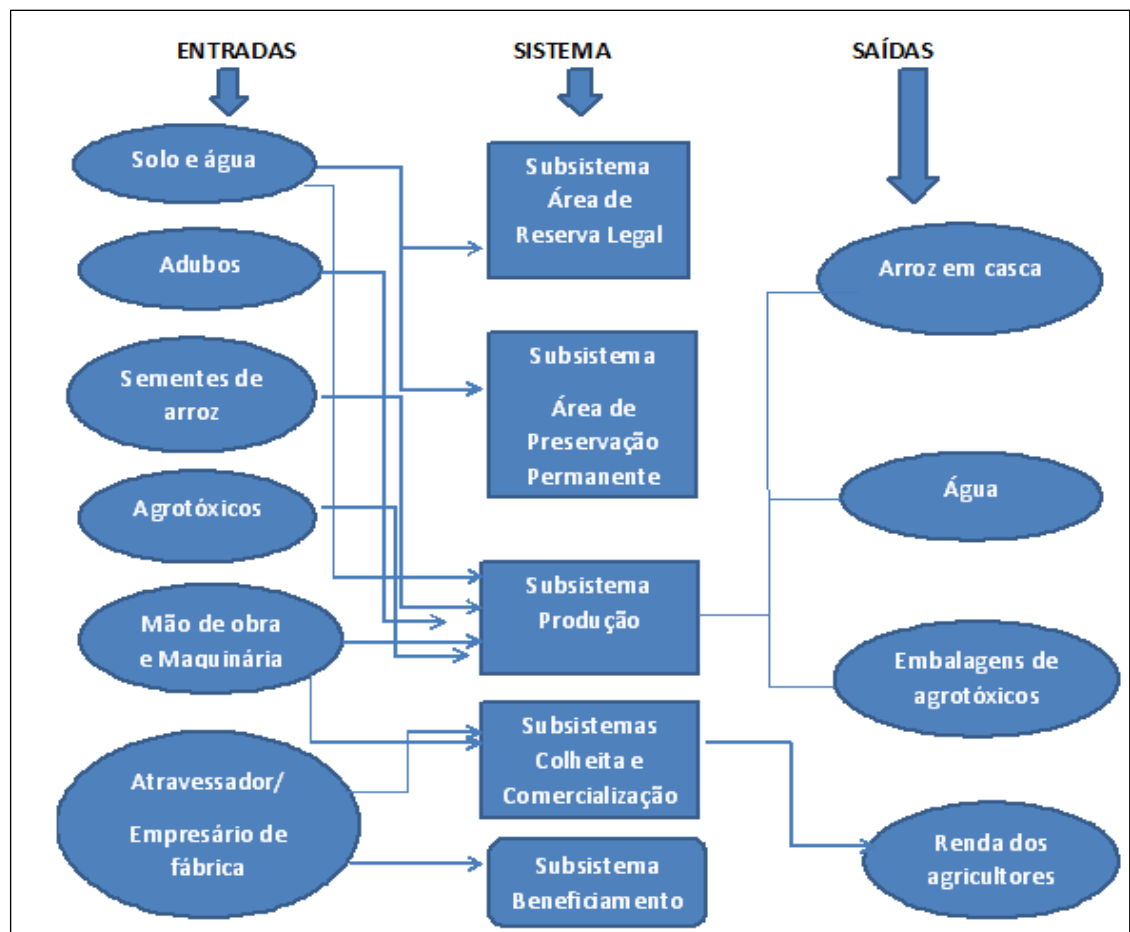 ENTRADAS
SISTEMA
SAÍDAS
Solo e água
Adubos
Sementes de
arroz
Agrotóxicos
Mão de obra
e Maquinária
Atravessador/
Empresário de
fábrica
Subsistema
Área de
Reserva Legal
Subsistema
Área de
Preservação
Permanente
Subsistema
Produção
Subsistemas
Colheita e
Comercialização
Subsistema
Beneficiamento
Arroz em casca
Água
Embalagens de
agrotóxicos
Renda dos
agricultores